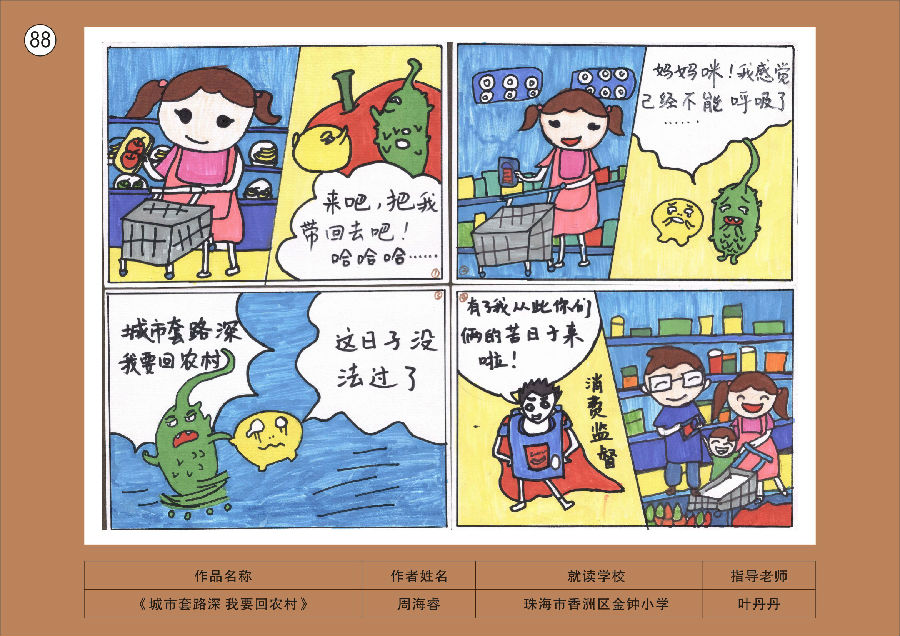 88
来吧，把我
带回去吧！
哈哈哈……
①
妈妈咪！我感觉
已经不能呼吸了
……
城市套路深
我要回农村
这日子没
法过了
③
有了我从此你们
俩的苦日子来
啦！
消费监督
作品名称
作者姓名
就读学校
指导老师
《城市套路深 我要回农村》
周海睿
珠海市香洲区金钟小学
叶丹丹